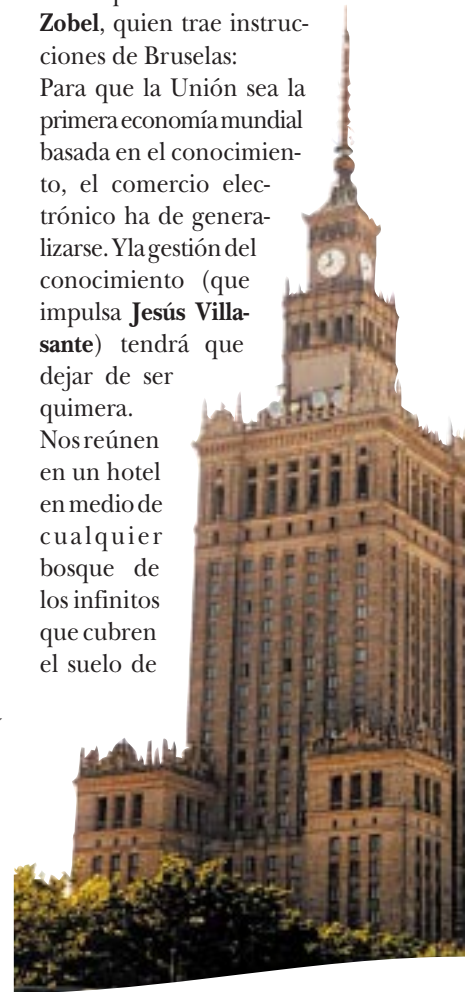 Zobel, quien trae instruc-
ciones de Bruselas:
Para que la Unión sea la
primera economía mundial
basada en el conocimien-
to, el comercio elec-
trónico ha de genera-
lizarse. Y la gestión del
conocimiento (que
impulsa Jesús Villa-
sante) tendrá que
dejar de ser
quimera.
Nos reúnen
en un hotel
en medio de
cualquier
bosque de
los infinitos
que cubren
el suelo de